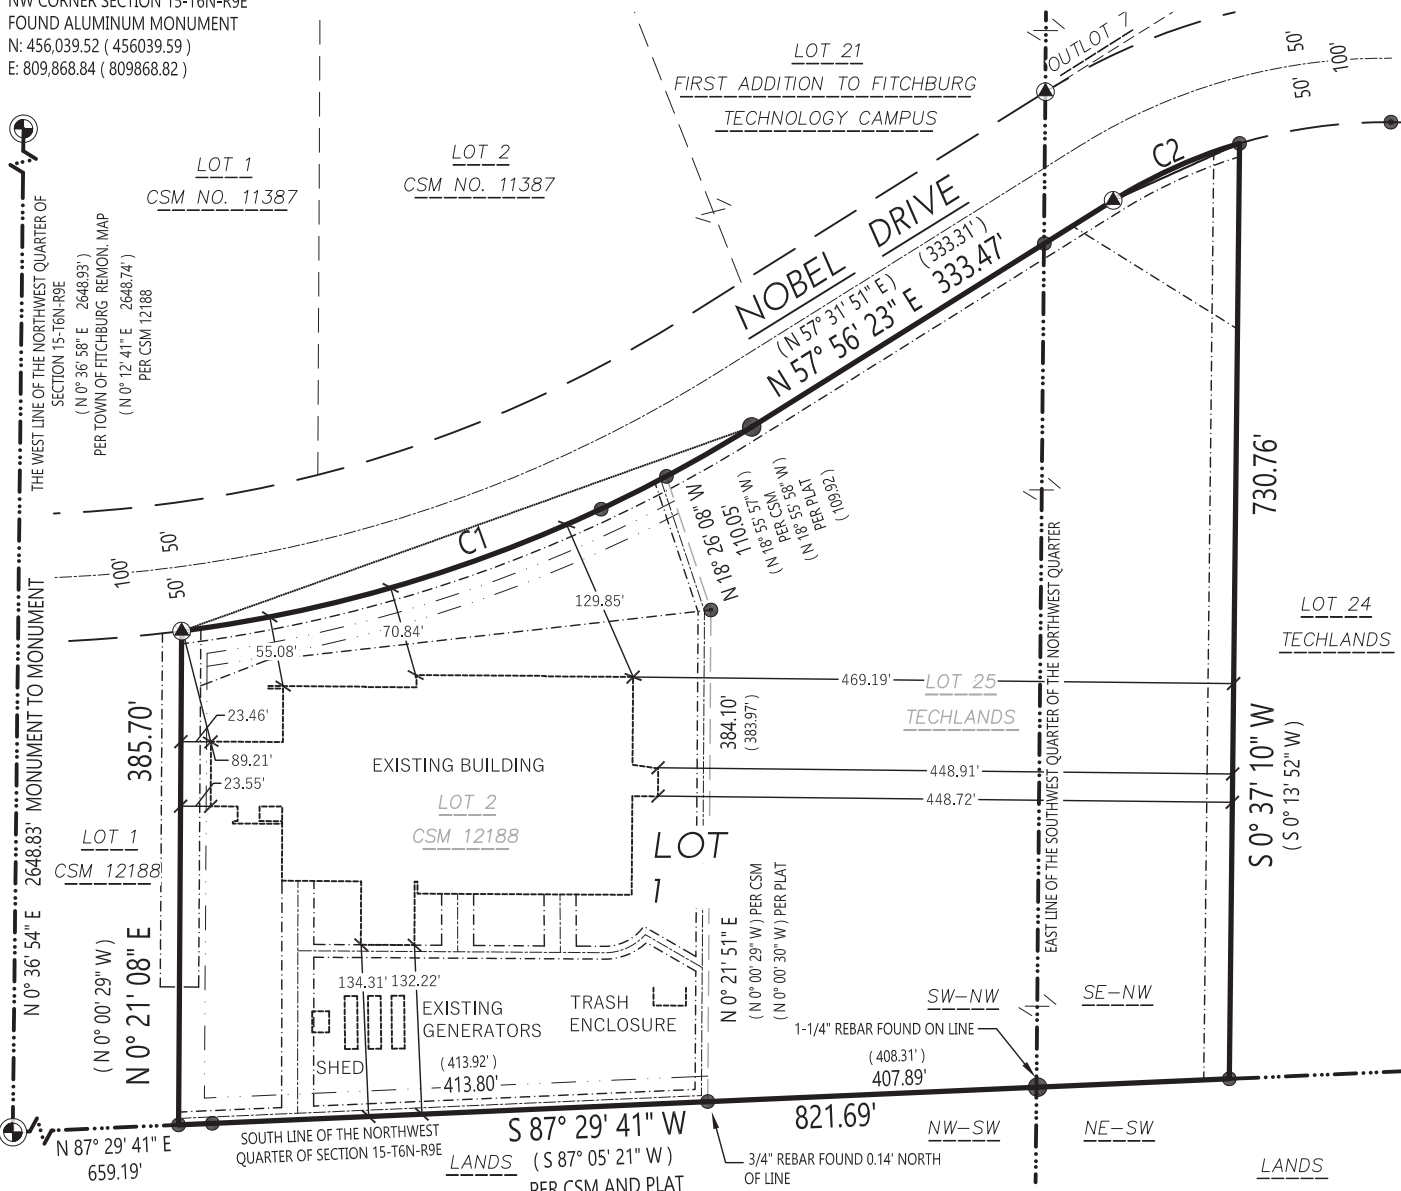 NW CORNER SECTION 15-T6N-R9E
FOUND ALUMINUM MONUMENT
N: 456,039.52 ( 456039.59 )
E: 809,868.84 ( 809868.82 )
LOT 1
CSM NO. 11387
LOT 2
CSM NO. 11387
LOT 21
FIRST ADDITION TO FITCHBURG
TECHNOLOGY CAMPUS
OUTLOT 7
50'
50'
100'
THE WEST LINE OF THE NORTHWEST QUARTER OF
SECTION 15-T6N-R9E
( N 0° 36' 58" E 2648.93')
PER TOWN OF FITCHBURG REMON. MAP
( N 0° 12' 41" E 2648.74')
PER CSM 12188
NOBEL DRIVE
( N 57° 31' 51" E )
(333.31')
N 57° 56' 23" E 333.47'
C2
C1
100'
50'
50'
N 18° 26' 08" W
110.05'
(N 18° 55' 57" W)
PER CSM
(N 18° 55' 58" W)
PER PLAT
(109.92)
730.76'
S 0° 37' 10" W
( S 0° 13' 52" W )
LOT 24
TECHLANDS
EAST LINE OF THE SOUTHWEST QUARTER OF THE NORTHWEST QUARTER
55.08'
70.84'
129.85'
469.19'
LOT 25
TECHLANDS
384.10'
(383.97')
448.91'
448.72'
23.46'
89.21'
23.55'
385.70'
N 0° 21' 08" E
( N 0° 00' 29" W )
N 0° 36' 54" E 2648.83' MONUMENT TO MONUMENT
EXISTING BUILDING
LOT 2
CSM 12188
LOT
1
LOT 1
CSM 12188
N 0° 21' 51" E
( N 0° 00' 29" W ) PER CSM
( N 0° 00' 30" W ) PER PLAT
134.31'
132.22'
EXISTING
GENERATORS
TRASH
ENCLOSURE
SHED
( 413.92' )
413.80'
SW-NW
SE-NW
1-1/4" REBAR FOUND ON LINE
( 408.31' )
407.89'
821.69'
S 87° 29' 41" W
( S 87° 05' 21" W )
PER CSM AND PLAT
N 87° 29' 41" E
659.19'
SOUTH LINE OF THE NORTHWEST
QUARTER OF SECTION 15-T6N-R9E
LANDS
3/4" REBAR FOUND 0.14' NORTH
OF LINE
NW-SW
NE-SW
LANDS